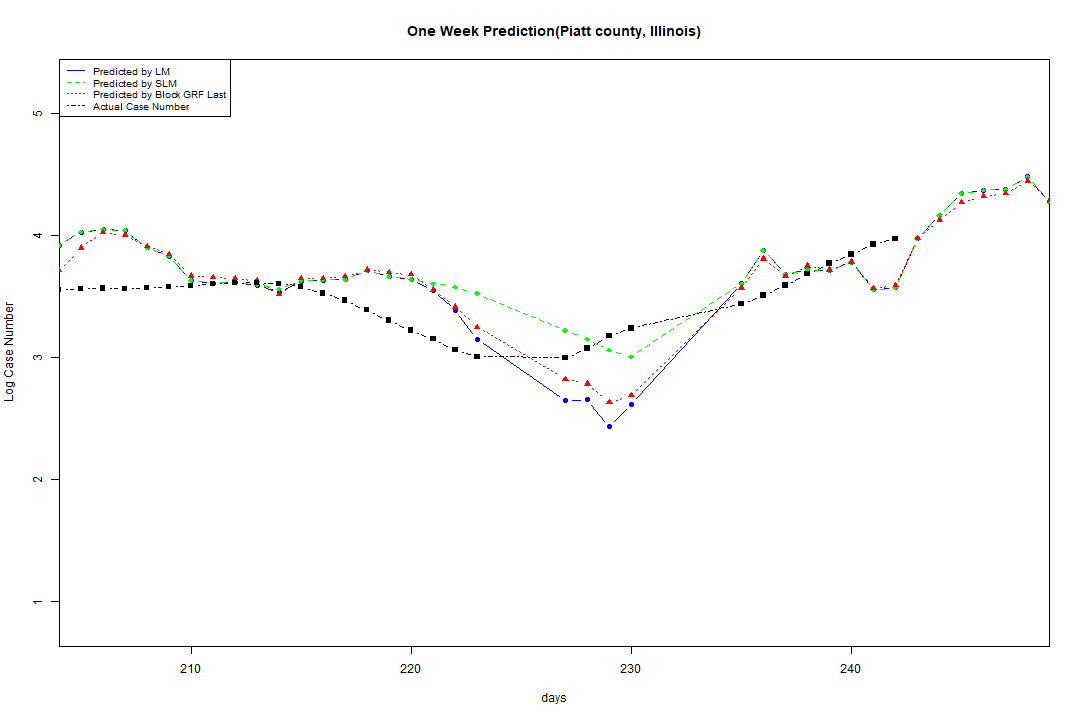 One Week Prediction(Piatt county, Illinois)
Predicted by LM
Predicted by SLM
Predicted by Block GRF Last
Actual Case Number
5
4
3
2
1
Log Case Number
210
220
230
240
days